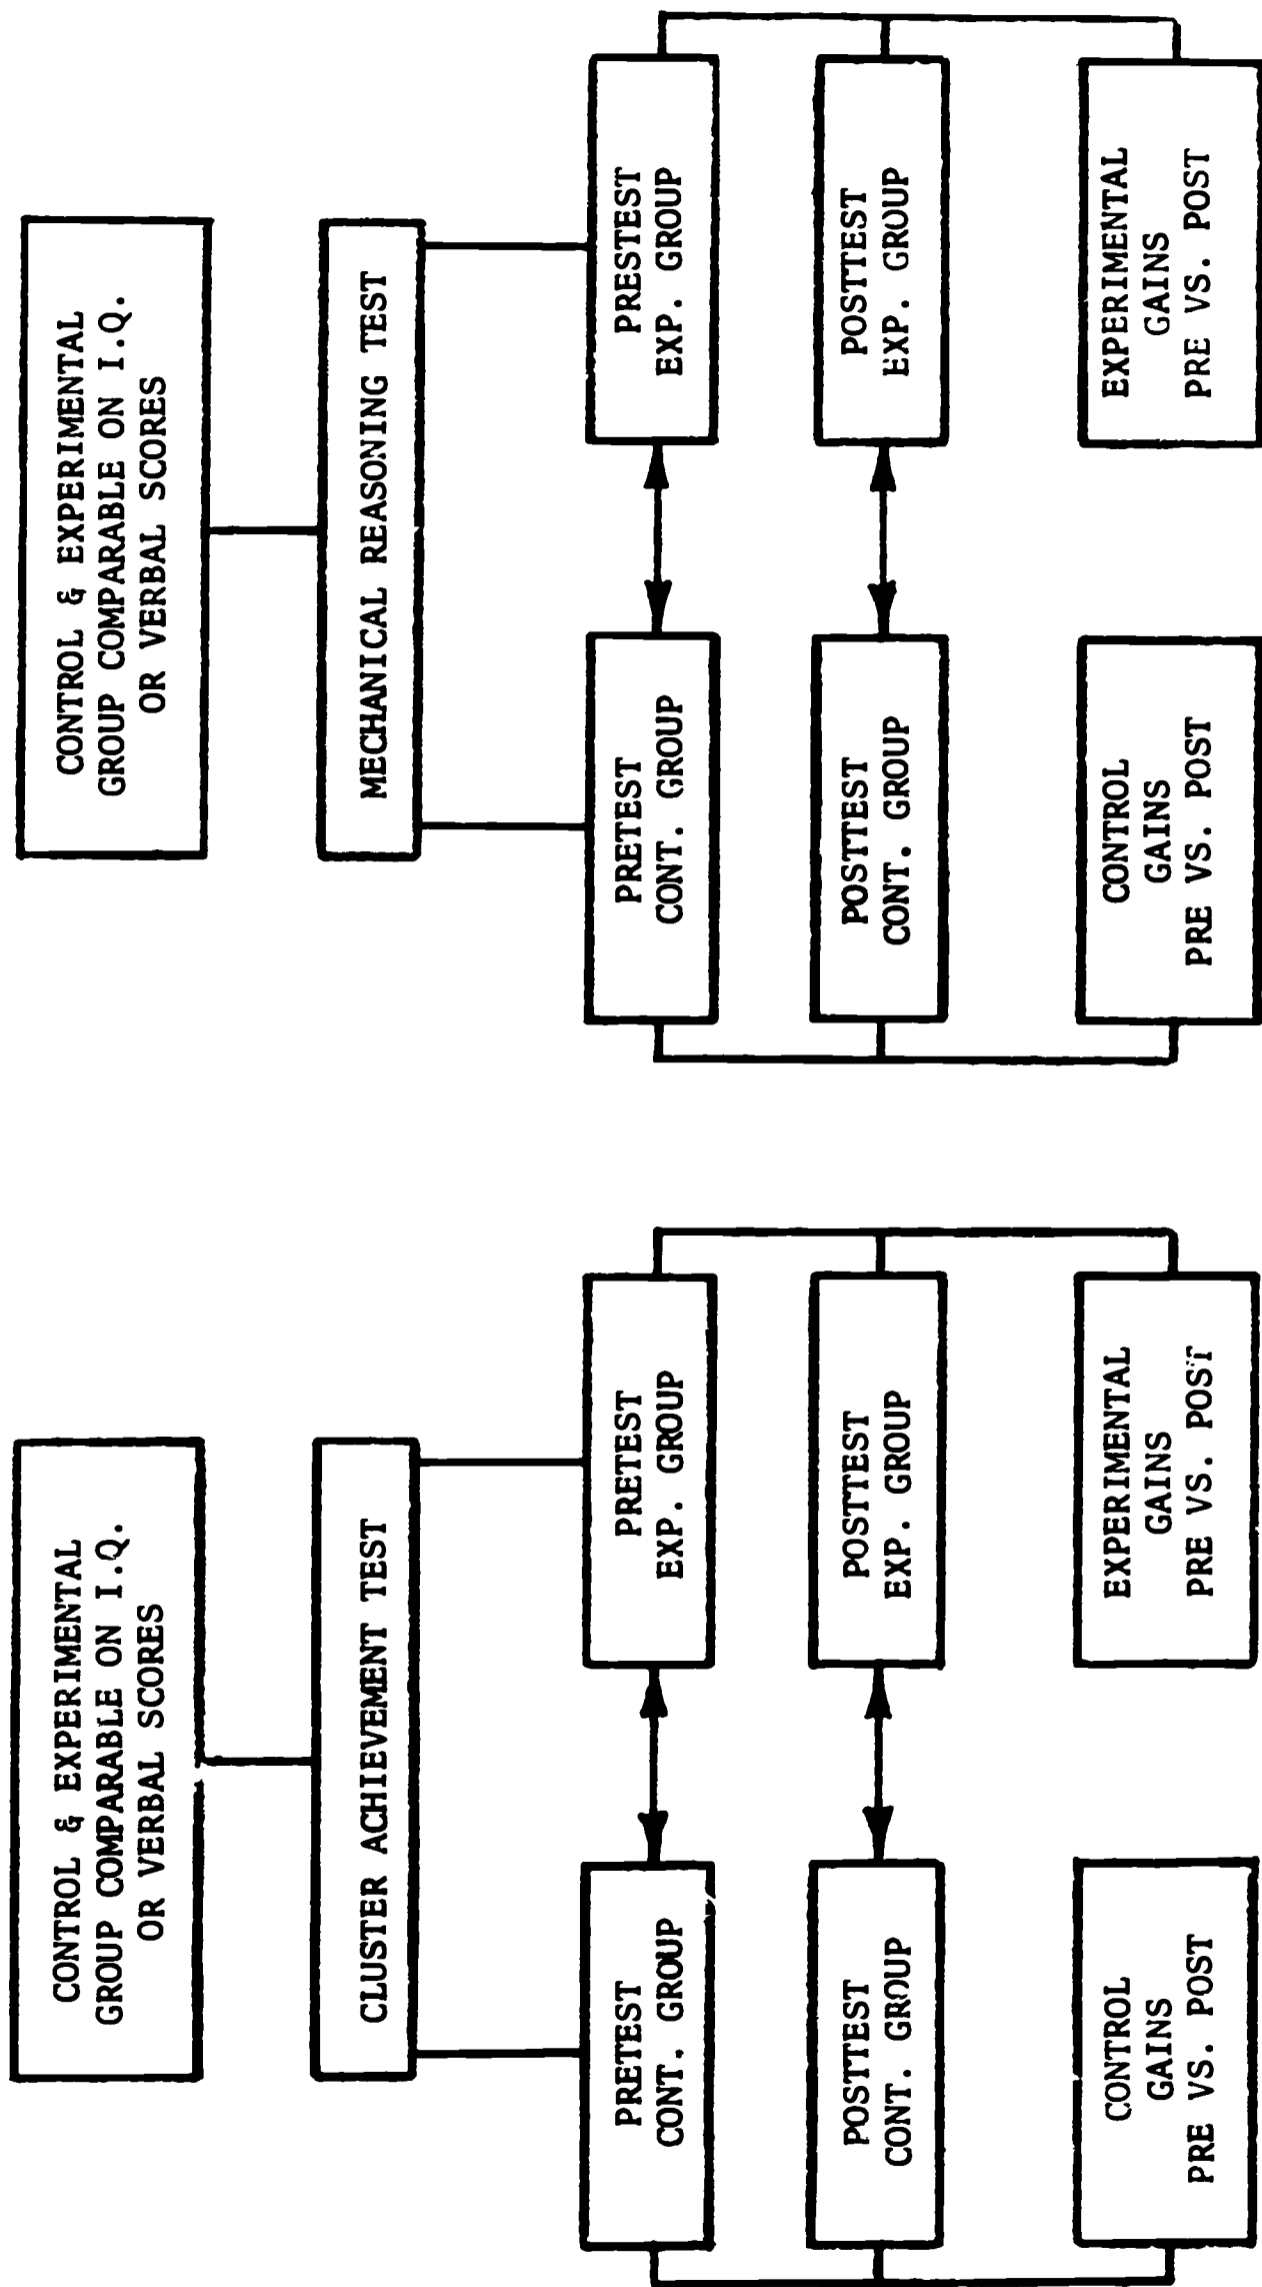 CONTROL & EXPERIMENTAL
GROUP COMPARABLE ON I.Q.
OR VERBAL SCORES
CLUSTER ACHIEVEMENT TEST
PRETEST
CONT. GROUP
PRETEST
EXP. GROUP
POSTTEST
CONT. GROUP
POSTTEST
EXP. GROUP
CONTROL
GAINS
PRE VS. POST
EXPERIMENTAL
GAINS
PRE VS. POST
CONTROL & EXPERIMENTAL
GROUP COMPARABLE ON I.Q.
OR VERBAL SCORES
MECHANICAL REASONING TEST
PRETEST
CONT. GROUP
PRESTEST
EXP. GROUP
POSTTEST
CONT. GROUP
POSTTEST
EXP. GROUP
CONTROL
GAINS
PRE VS. POST
EXPERIMENTAL
GAINS
PRE VS. POST